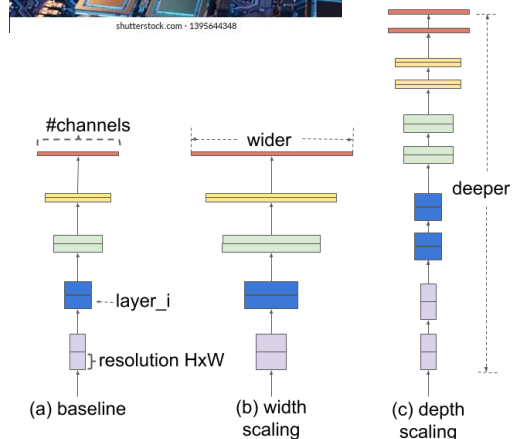 shutterstock.com · 1395644348
#channels
wider
deeper
layer_i
resolution HxW
(a) baseline
(b) width
scaling
(c) depth
scaling